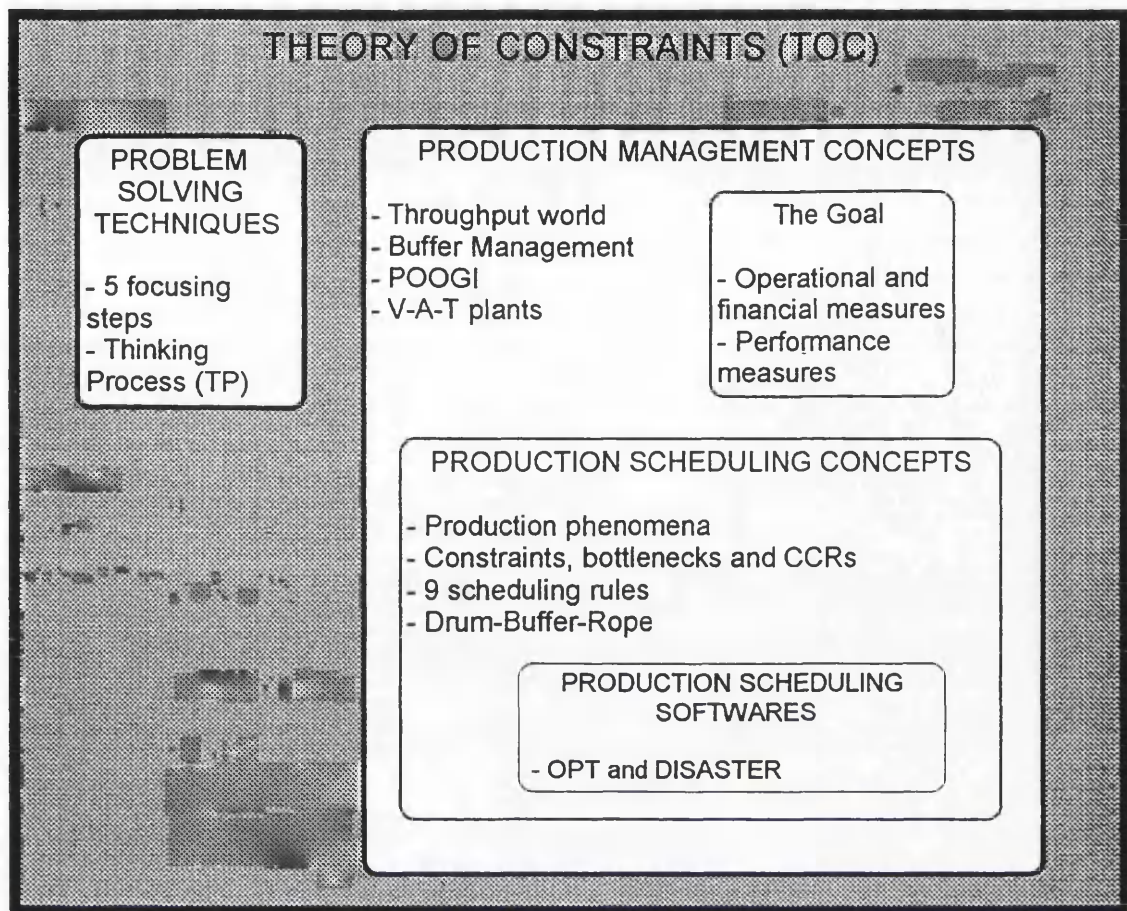 THEORY OF CONSTRAINTS (TOC)
PROBLEM
SOLVING
TECHNIQUES
- 5 focusing
steps
- Thinking
Process (TP)
PRODUCTION MANAGEMENT CONCEPTS
- Throughput world
- Buffer Management
- POOGI
- V-A-T plants
The Goal
- Operational and
financial measures
- Performance
measures
PRODUCTION SCHEDULING CONCEPTS
- Production phenomena
- Constraints, bottlenecks and CCRs
- 9 scheduling rules
- Drum-Buffer-Rope
PRODUCTION SCHEDULING
SOFTWARES
- OPT and DISASTER